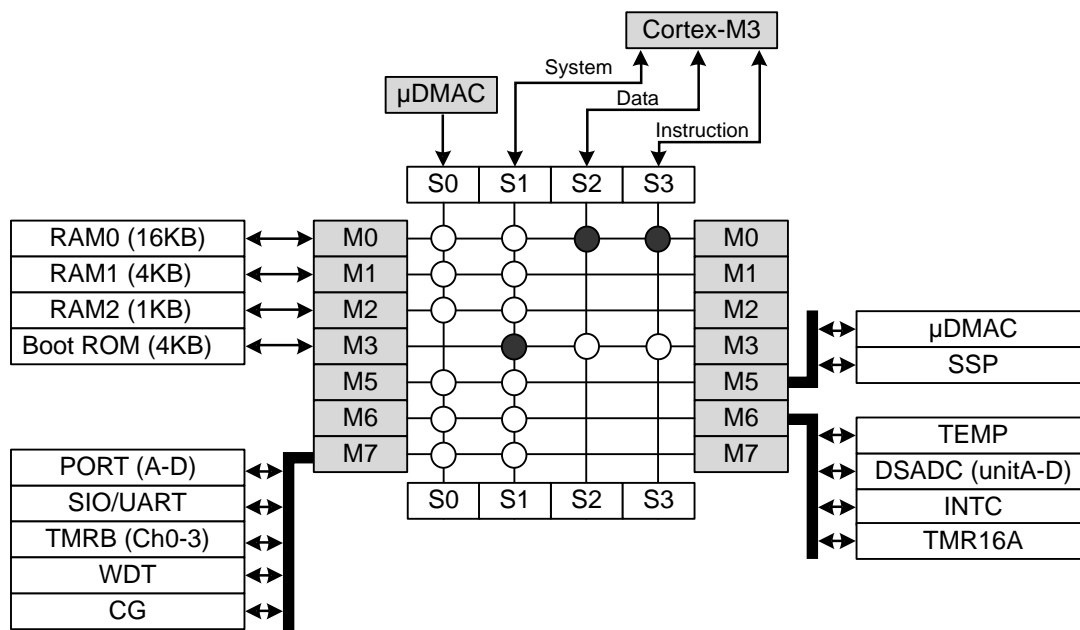 Cortex-M3
System
µDMAC
Data
Instruction
S0 S1 S2 S3
RAM0 (16KB) M0 M0
RAM1 (4KB) M1 M1
RAM2 (1KB) M2 M2
Boot ROM (4KB) M3 M3 µDMAC
SSP
M5 M5
M6 M6
M7 M7
TEMP
PORT (A-D) DSADC (unitA-D)
SIO/UART S0 S1 S2 S3 INTC
TMRB (Ch0-3) TMR16A
WDT
CG